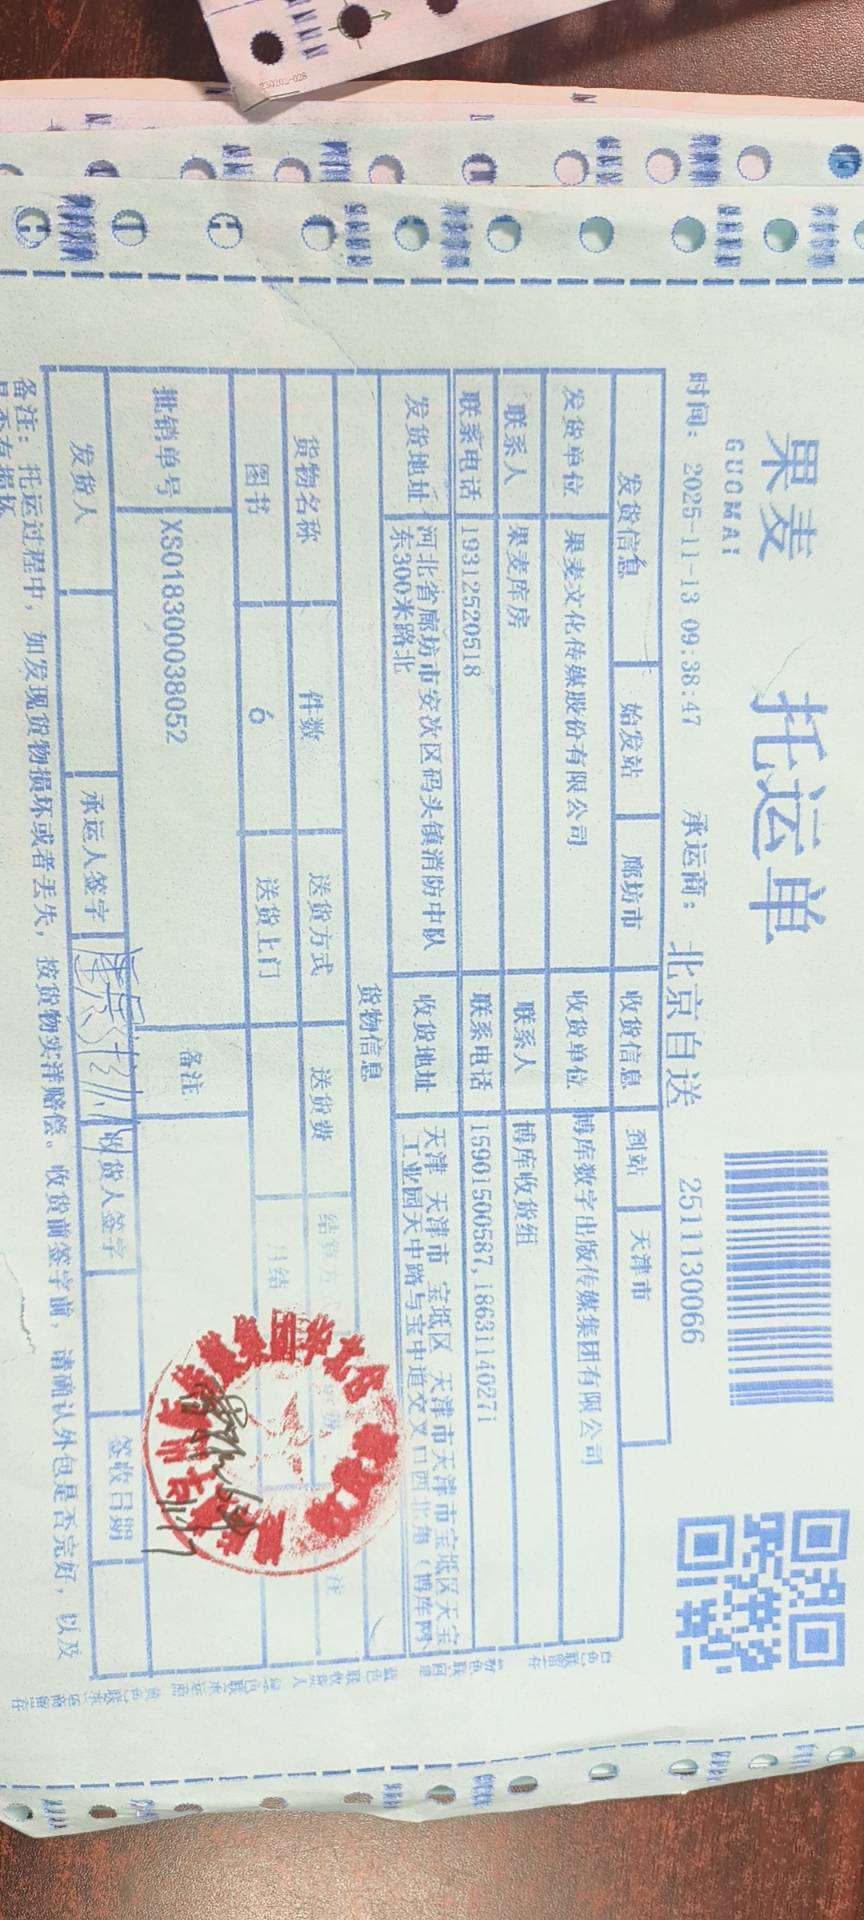 果麦
GUOMAI
托运单
时间: 2025-11-13 09:38:47 承运商: 北京自送 2511130066
发货信息 始发站 廊坊市 收货信息 到站 天津市
发货单位 果麦文化传媒股份有限公司 收货单位 博库数字出版传媒集团有限公司
联系人 果麦库房 联系人 博库收货组
联系电话 19312520518 联系电话 15901500587,18631140271
发货地址 河北省廊坊市安次区码头镇消防中队
东300米路北
收货地址 天津 天津市 宝坻区 天津市天津市宝坻区天宝
工业园天中路与宝中道交叉口西北角(博库网)
货物信息
货物名称 件数 送货方式 送货费 结算方 注
图书 6 送货上门 月结
批销单号 XS018300038052 备注
发货人 承运人签字 收货人签字 签收日期
备注: 托运过程中, 如发现货物损坏或者丢失, 按货物实洋赔偿。收货前签字前, 请确认外包是否完好, 以及
是否有损坏